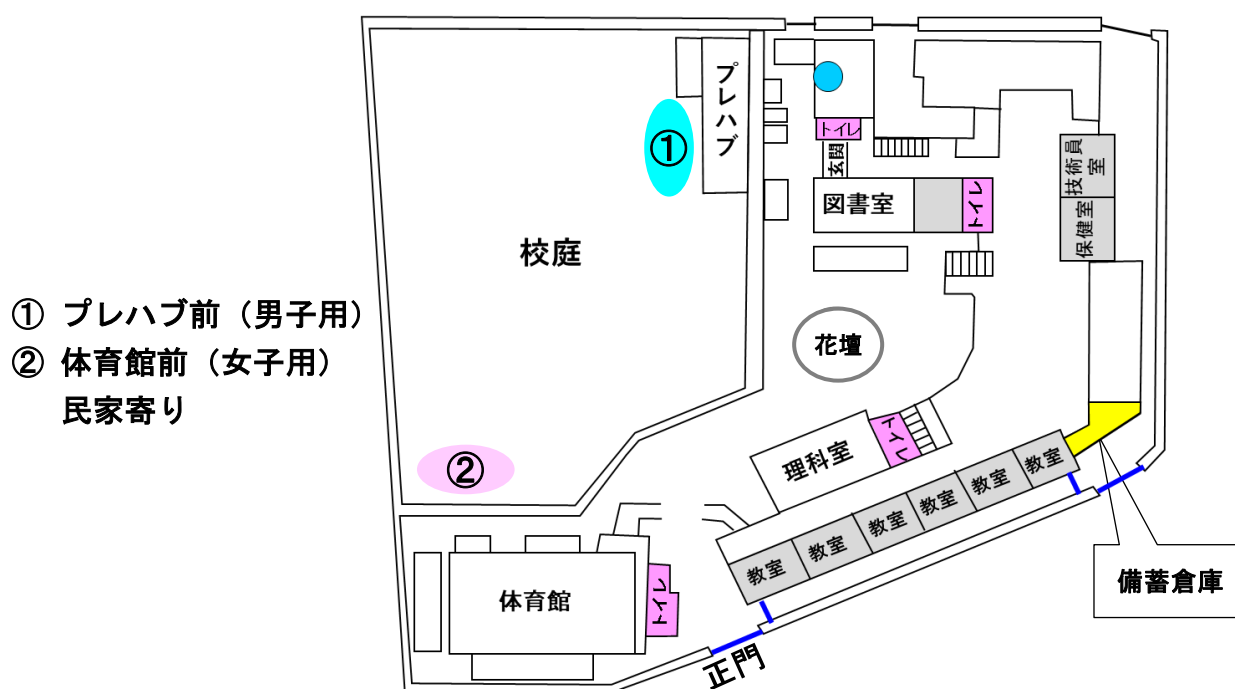 ① プレハブ前（男子用）
② 体育館前（女子用）
民家寄り
校庭
①
②
プレハブ
トイレ
玄関
図書室
トイレ
技術員室
保健室
花壇
理科室
トイレ
教室
教室
教室
教室
教室
教室
体育館
トイレ
正門
備蓄倉庫